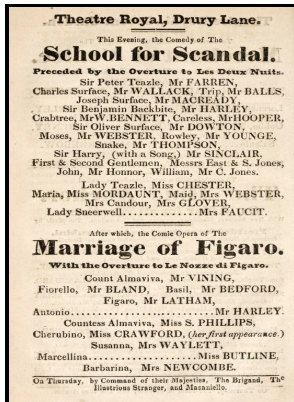 Theatre Royal, Drury Lane.
This Evening, the Comedy of The
School for Scandal.
Preceded by the Overture to Les Deux Nuits.
Sir Peter Teazle, Mr FARREN,
Charles Surface, Mr WALLACK, Trip, Mr BALLS,
Joseph Surface, Mr MACREADY,
Sir Benjamin Backbite, Mr HARLEY,
Crabtree, Mr W. BENNETT, Careless, Mr HOOPER,
Sir Oliver Surface, Mr DOWTON,
Moses, Mr WEBSTER, Rowley, Mr YOUNGE,
Snake, Mr THOMPSON,
Sir Harry, (with a Song,) Mr SINCLAIR,
First & Second Gentlemen, Messrs East & S. Jones,
John, Mr Honnor, William, Mr C. Jones.
Lady Teazle, Miss CHESTER,
Maria, Miss MORDAUNT, Maid, Mrs WEBSTER,
Mrs Candour, Mrs GLOVER,
Lady Sneerwell.............Mrs FAUCIT.
After which, the Comic Opera of The
Marriage of Figaro.
With the Overture to Le Nozze di Figaro.
Count Almaviva, Mr VINING,
Fiorello, Mr BLAND, Basil, Mr BEDFORD,
Figaro, Mr LATHAM,
Antonio..................................Mr HARLEY.
Countess Almaviva, Miss S. PHILLIPS,
Cherubino, Miss CRAWFORD, (her first appearance.)
Susanna, Mrs WAYLETT,
Marcellina......................Miss BUTLINE,
Barbarina, Mrs NEWCOMBE.
On Thursday, by Command of their Majesties, The Brigand, The
Illustrious Stranger, and Masaniello.